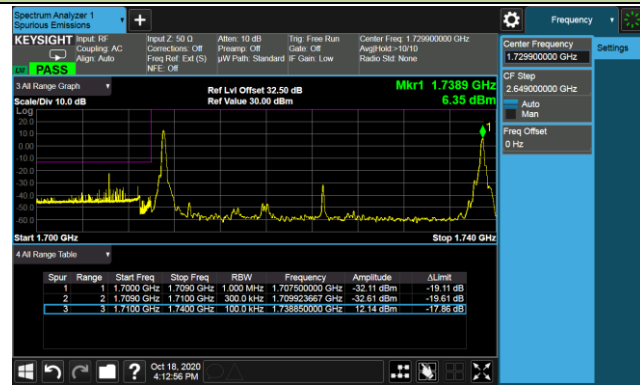 Spectrum Analyzer 1
Spurious Emissions
Frequency
KEYSIGHT Input: RF Input Z: 50 Ω Atten: 10 dB Trig: Free Run Center Freq: 1.729900000 GHz
Coupling: AC Corrections: Off Preamp: Off Gate: Off Avg|Hold:>10/10
Align: Auto Freq Ref: Ext (S) µW Path: Standard IF Gain: Low Radio Std: None
NFE: Off
LXI PASS
Center Frequency
1.729900000 GHz
Settings
CF Step
2.649000000 GHz
Auto
Man
Freq Offset
0 Hz
3 All Range Graph
Ref Lvl Offset 32.50 dB Mkr1 1.7389 GHz
Scale/Div 10.0 dB Ref Value 30.00 dBm 6.35 dBm
Log
20.0
10.0
0.00
-10.0
-20.0
-30.0
-40.0
-50.0
-60.0
1
Start 1.700 GHz Stop 1.740 GHz
4 All Range Table
Spur Range Start Freq Stop Freq RBW Frequency Amplitude ΔLimit
1 1 1.7000 GHz 1.7090 GHz 1.000 MHz 1.707500000 GHz -32.11 dBm -19.11 dB
2 2 1.7090 GHz 1.7100 GHz 300.0 kHz 1.709923667 GHz -32.61 dBm -19.61 dB
3 3 1.7100 GHz 1.7400 GHz 100.0 kHz 1.738850000 GHz 12.14 dBm -17.86 dB
? Oct 18, 2020
4:12:56 PM